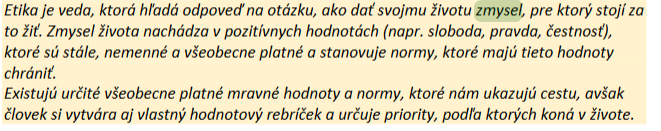 Etika je veda, ktorá hľadá odpoveď na otázku, ako dať svojmu životu zmysel, pre ktorý stojí za
to žiť. Zmysel života nachádza v pozitívnych hodnotách (napr. sloboda, pravda, čestnosť),
ktoré sú stále, nemenné a všeobecne platné a stanovuje normy, ktoré majú tieto hodnoty
chrániť.
Existujú určité všeobecne platné mravné hodnoty a normy, ktoré nám ukazujú cestu, avšak
človek si vytvára aj vlastný hodnotový rebríček a určuje priority, podľa ktorých koná v živote.